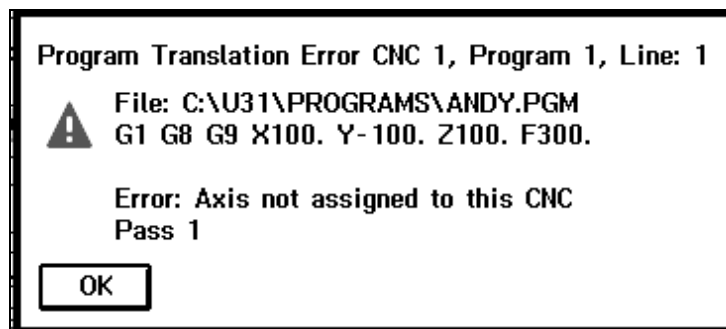 Program Translation Error CNC 1, Program 1, Line: 1
File: C:\U31\PROGRAMS\ANDY.PGM
G1 G8 G9 X100. Y-100. Z100. F300.
Error: Axis not assigned to this CNC
Pass 1
OK